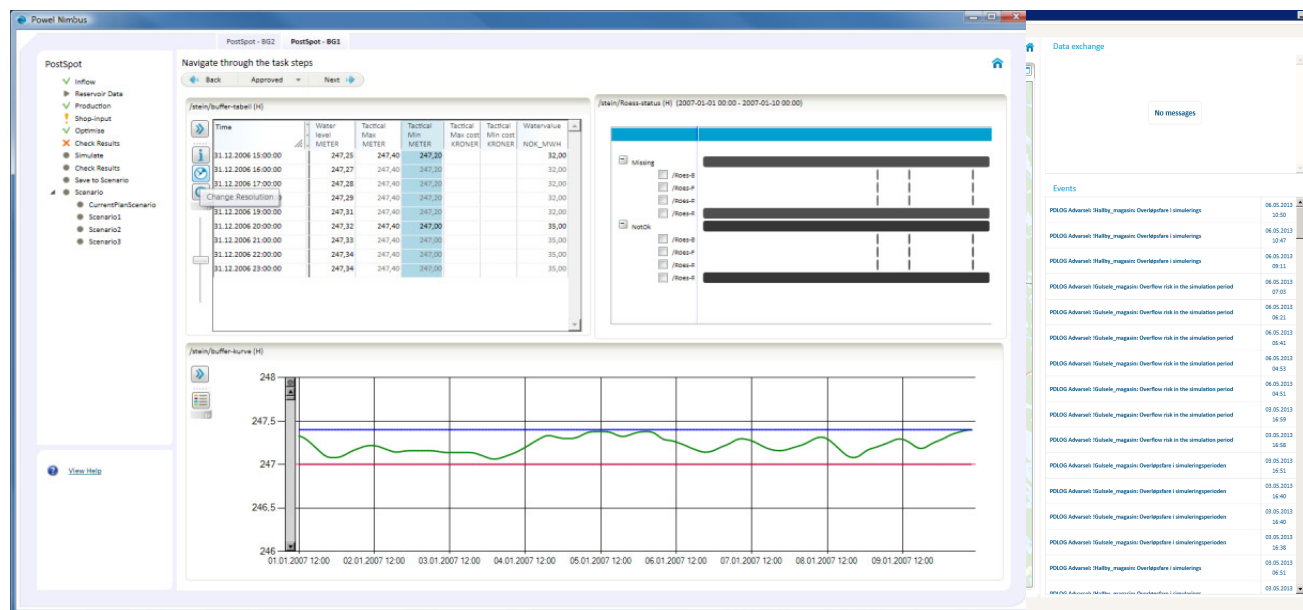 Powel Nimbus
PostSpot - BG2 PostSpot - BG1
PostSpot
Inflow
Reservoir Data
Production
Shop-input
Optimise
Check Results
Simulate
Check Results
Save to Scenario
Scenario
CurrentPlanScenario
Scenario1
Scenario2
Scenario3
View Help
Navigate through the task steps
Back Approved Next
/stein/buffer-tabell (H)
Time Water level METER Tactical Max METER Tactical Min METER Tactical Max cost KRONER Tactical Min cost KRONER Watervalue NOK_MWH
31.12.2006 15:00:00 247,25 247,40 247,20 32,00
31.12.2006 16:00:00 247,27 247,40 247,20 32,00
31.12.2006 17:00:00 247,28 247,40 247,20 32,00
Change Resolution 247,29 247,40 247,20 32,00
31.12.2006 19:00:00 247,31 247,40 247,20 32,00
31.12.2006 20:00:00 247,32 247,40 247,00 35,00
31.12.2006 21:00:00 247,33 247,40 247,00 35,00
31.12.2006 22:00:00 247,34 247,40 247,00 35,00
31.12.2006 23:00:00 247,34 247,40 247,00 35,00
/stein/Roess-status (H) (2007-01-01 00:00 - 2007-01-10 00:00)
Missing
/Roes-E
/Roes-F
/Roes-R
/Roes-R
NotOk
/Roes-E
/Roes-F
/Roes-R
/Roes-R
/stein/buffer-kurve (H)
248
247.5
247
246.5
246
01.01.2007 12:00 02.01.2007 12:00 03.01.2007 12:00 04.01.2007 12:00 05.01.2007 12:00 06.01.2007 12:00 07.01.2007 12:00 08.01.2007 12:00 09.01.2007 12:00
Data exchange
No messages
Events
PDLOG Advarsel: !Hallby_magasin: Overløpsfare i simulerings 06.05.2013 10:50
PDLOG Advarsel: !Hallby_magasin: Overløpsfare i simulerings 06.05.2013 10:47
PDLOG Advarsel: !Hallby_magasin: Overløpsfare i simulerings 06.05.2013 09:11
PDLOG Advarsel: !Gulsele_magasin: Overflow risk in the simulation period 06.05.2013 07:03
PDLOG Advarsel: !Gulsele_magasin: Overflow risk in the simulation period 06.05.2013 06:21
PDLOG Advarsel: !Gulsele_magasin: Overflow risk in the simulation period 06.05.2013 05:41
PDLOG Advarsel: !Gulsele_magasin: Overflow risk in the simulation period 06.05.2013 04:53
PDLOG Advarsel: !Gulsele_magasin: Overflow risk in the simulation period 06.05.2013 04:51
PDLOG Advarsel: !Gulsele_magasin: Overflow risk in the simulation period 03.05.2013 16:59
PDLOG Advarsel: !Gulsele_magasin: Overflow risk in the simulation period 03.05.2013 16:58
PDLOG Advarsel: !Gulsele_magasin: Overløpsfare i simuleringsperioden 03.05.2013 16:51
PDLOG Advarsel: !Gulsele_magasin: Overløpsfare i simuleringsperioden 03.05.2013 16:40
PDLOG Advarsel: !Gulsele_magasin: Overløpsfare i simuleringsperioden 03.05.2013 16:40
PDLOG Advarsel: !Gulsele_magasin: Overløpsfare i simuleringsperioden 03.05.2013 16:38
PDLOG Advarsel: !Hallby_magasin: Overløpsfare i simulerings 03.05.2013 06:51
PDLOG Advarsel: !Hallby_magasin: Overløpsfare i simulerings 03.05.2013